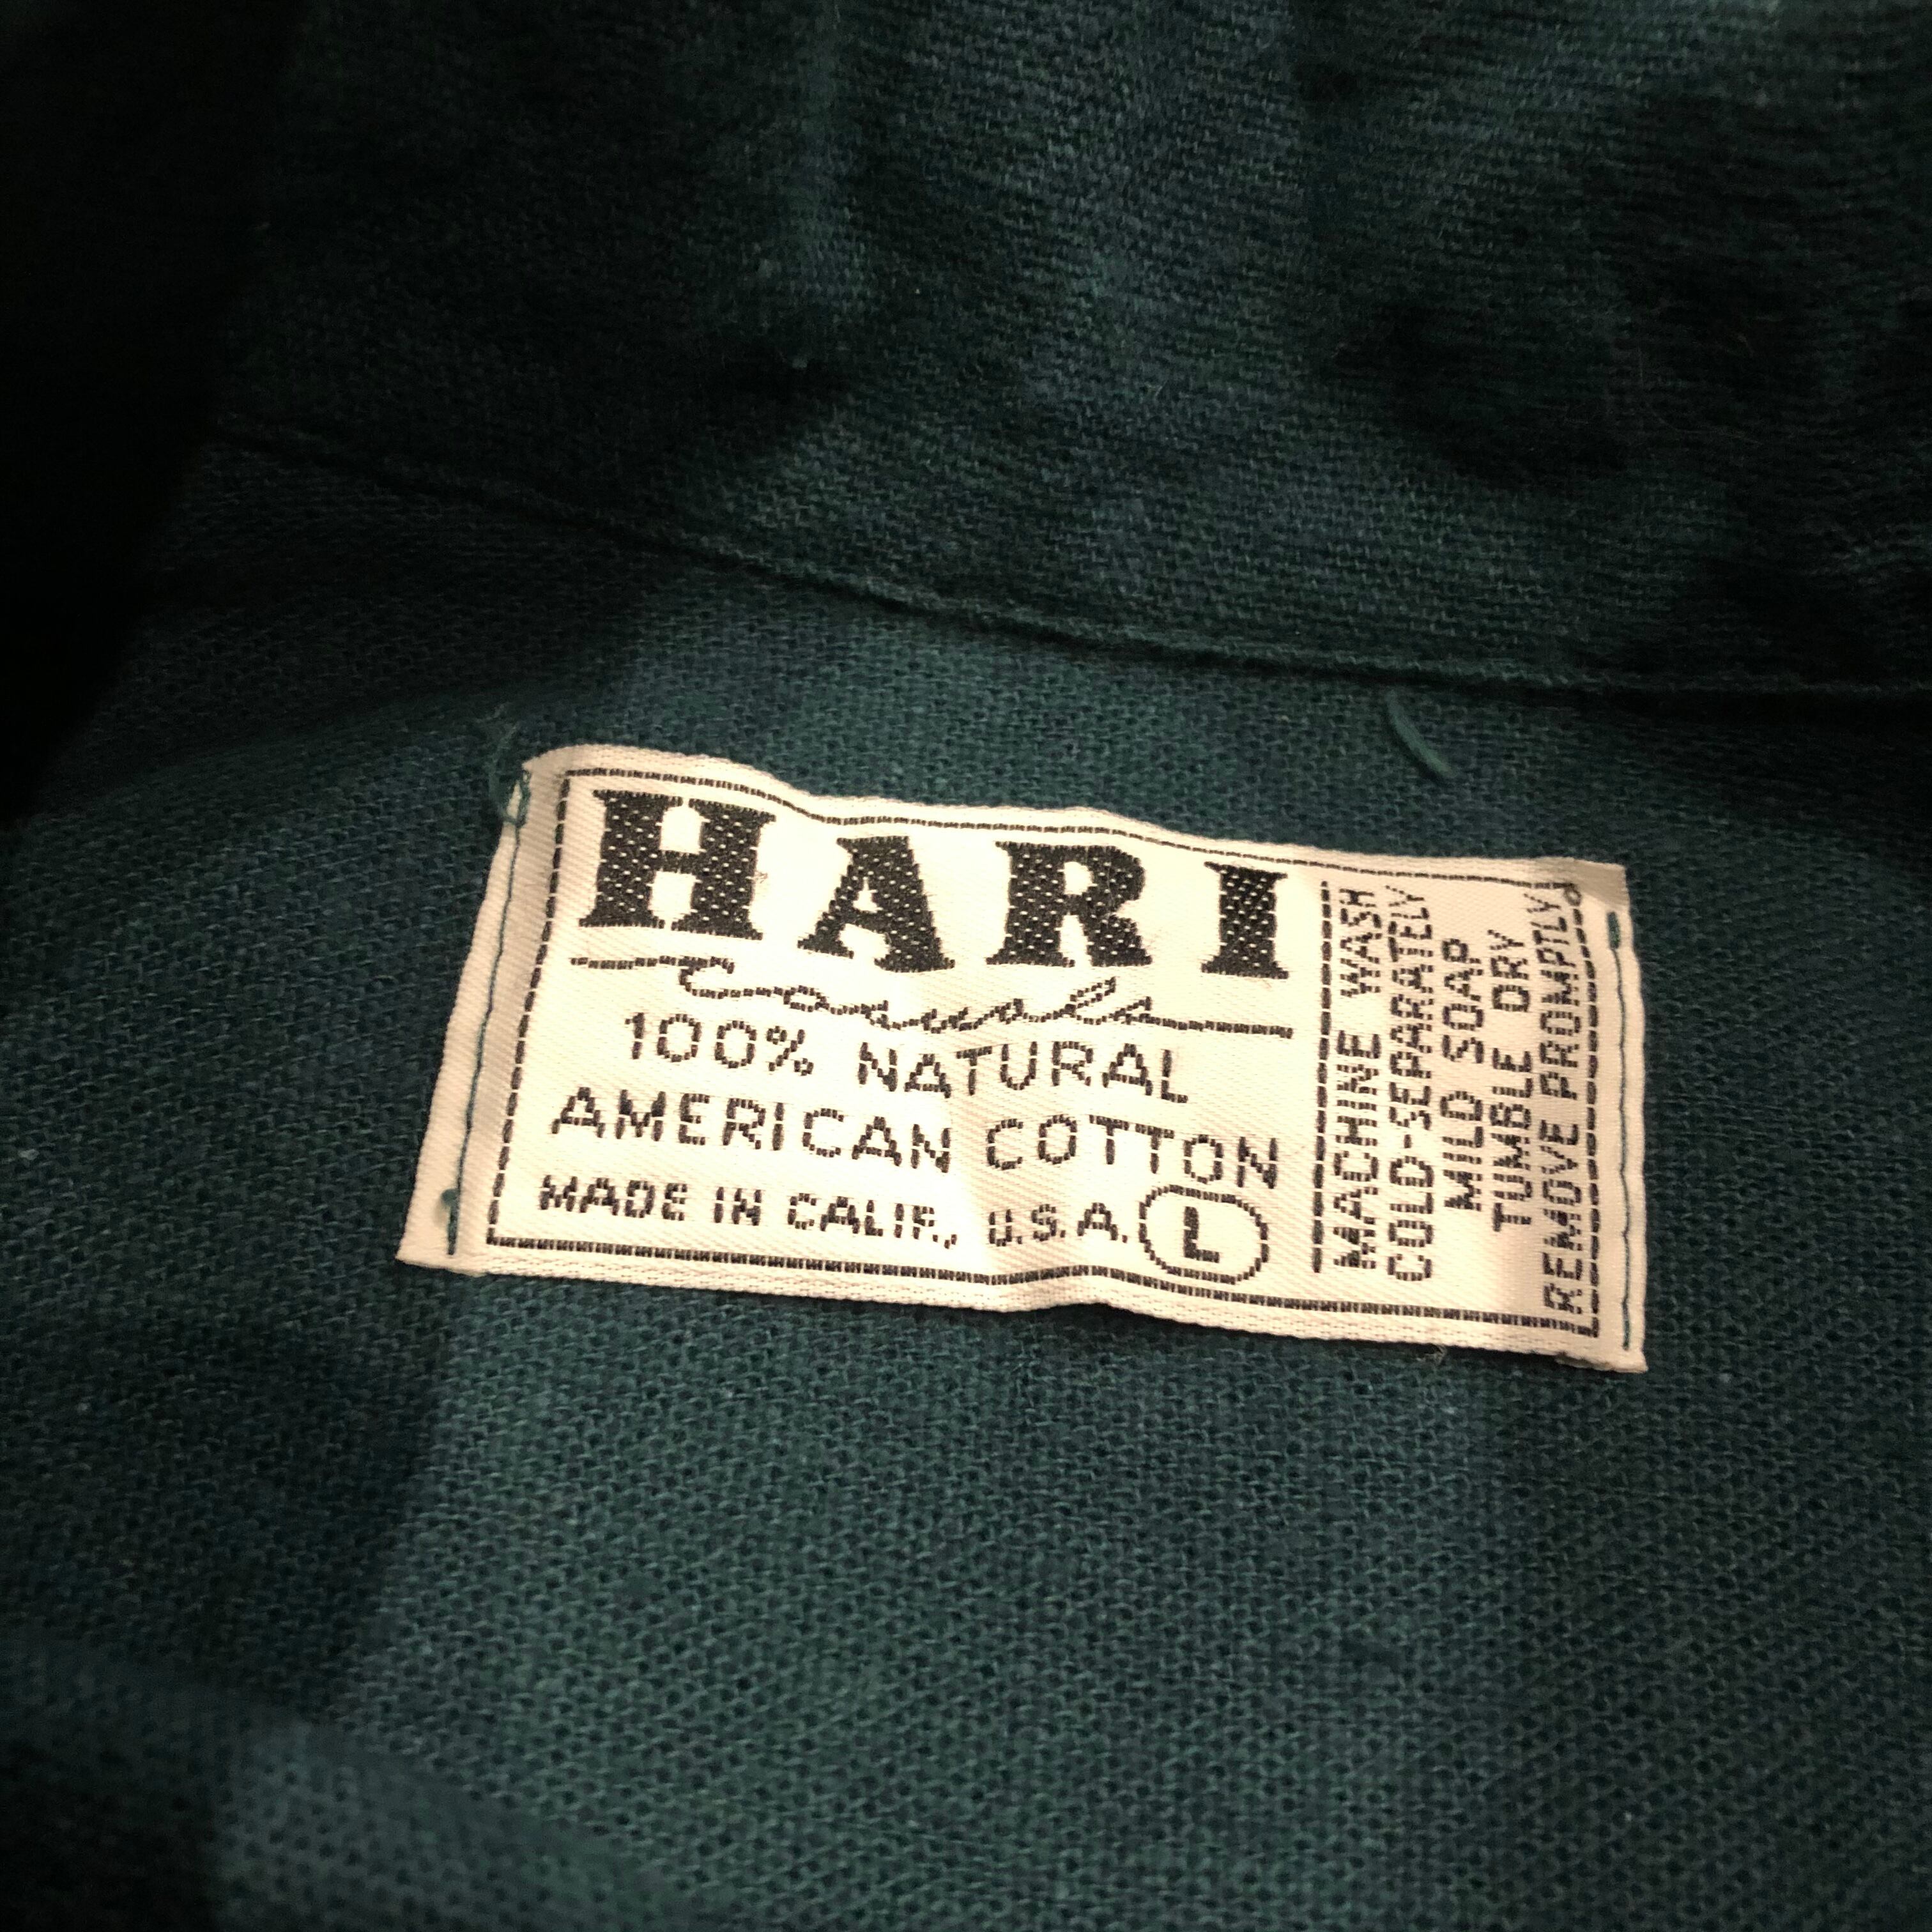 HARI
Casuals
100% NATURAL
AMERICAN COTTON
MADE IN CALIF., U.S.A. L
MACHINE WASH
COLD-SEPARATELY
MILD SOAP
TUMBLE DRY
REMOVE PROMPTLY